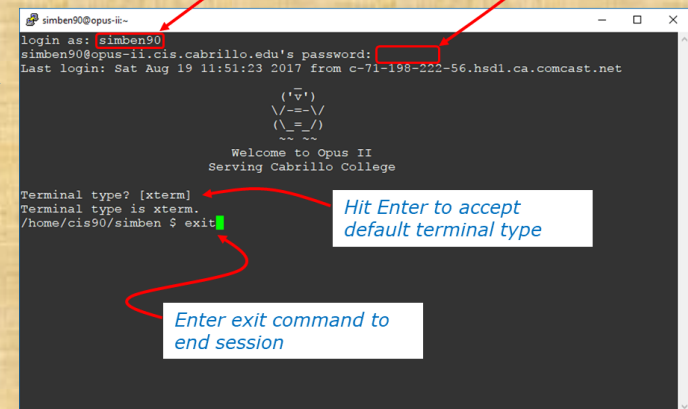 simben90@opus-ii:~
login as: simben90
simben90@opus-ii.cis.cabrillo.edu's password:
Last login: Sat Aug 19 11:51:23 2017 from c-71-198-222-56.hsd1.ca.comcast.net
_
('v')
\/-=-\/
(\_=_/)
~~ ~~
Welcome to Opus II
Serving Cabrillo College
Terminal type? [xterm]
Terminal type is xterm.
/home/cis90/simben $ exit
Hit Enter to accept
default terminal type
Enter exit command to
end session